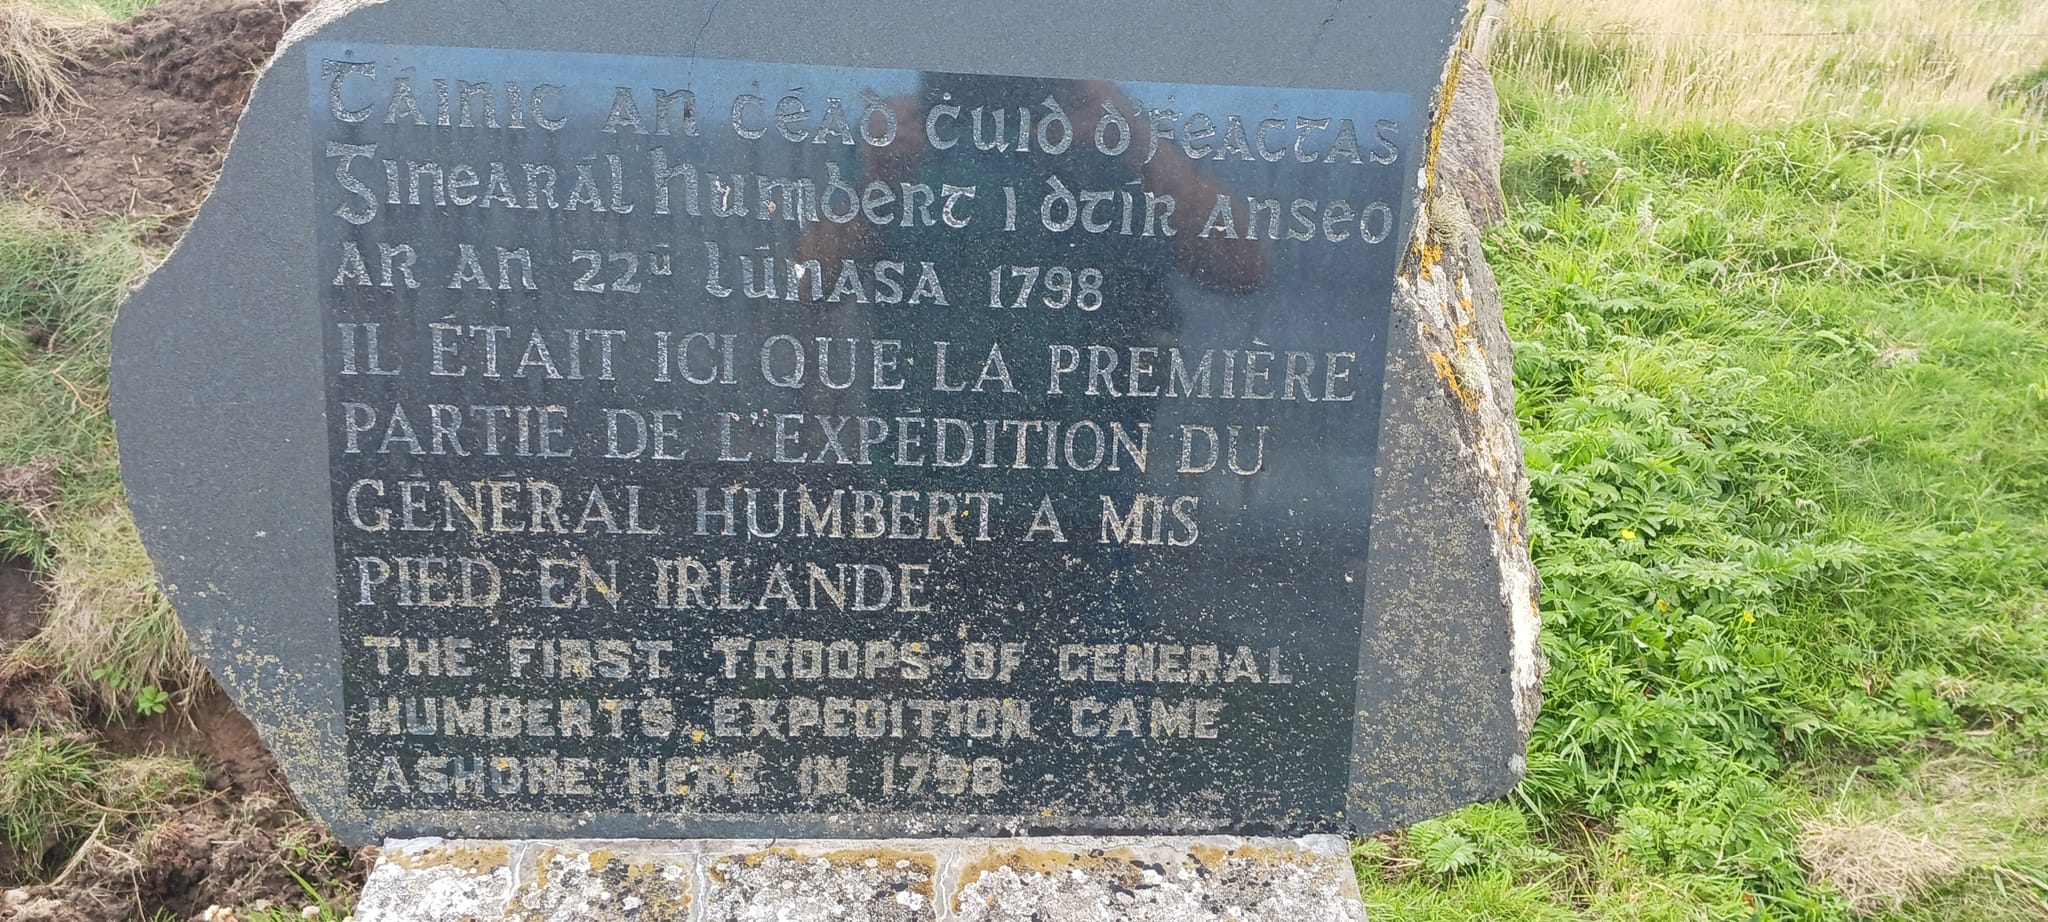 Táinic an céad ċuid d'ḟeaċtas
Ginearál Humbert i dtír anseo
ar an 22ú lúnasa 1798
IL ÉTAIT ICI QUE LA PREMIÈRE
PARTIE DE L'EXPÉDITION DU
GÉNÉRAL HUMBERT A MIS
PIED EN IRLANDE
THE FIRST TROOPS OF GENERAL
HUMBERTS EXPEDITION CAME
ASHORE HERE IN 1798